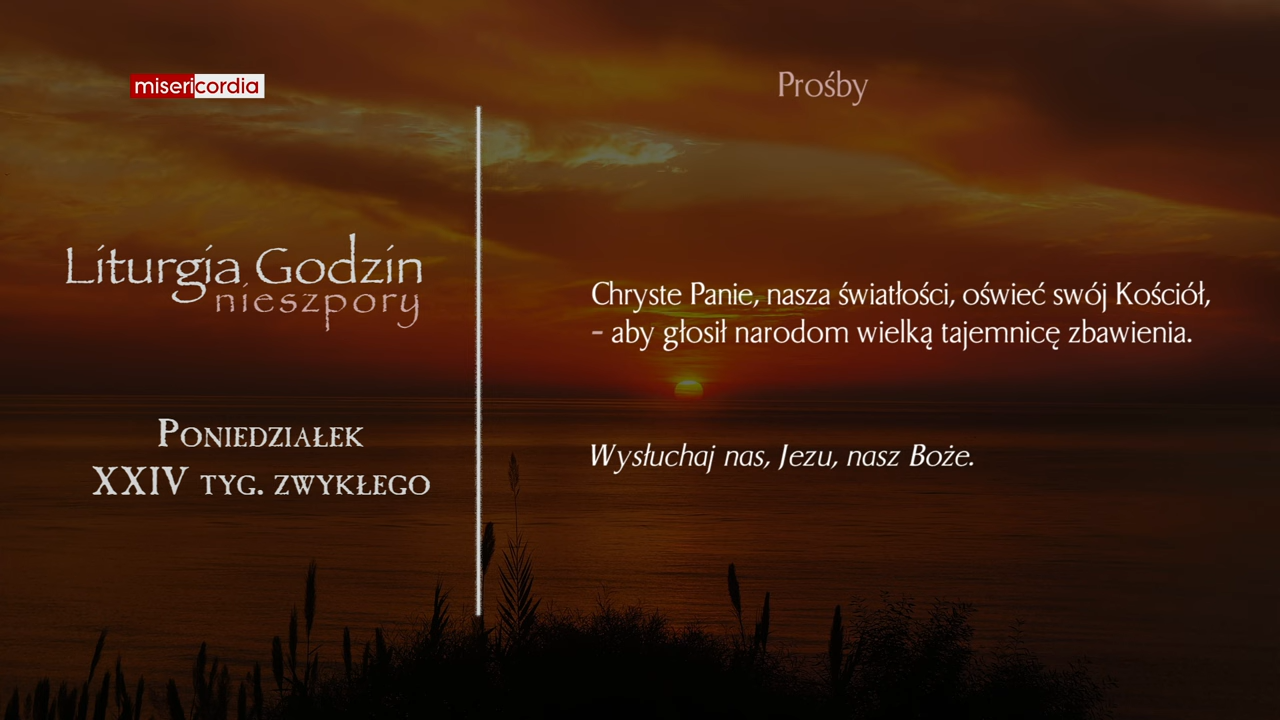 misericordia
Prośby
Liturgia Godzin
nieszpory
Chryste Panie, nasza światłości, oświeć swój Kościół,
- aby głosił narodom wielką tajemnicę zbawienia.
Poniedziałek
XXIV tyg. zwykłego
Wysłuchaj nas, Jezu, nasz Boże.